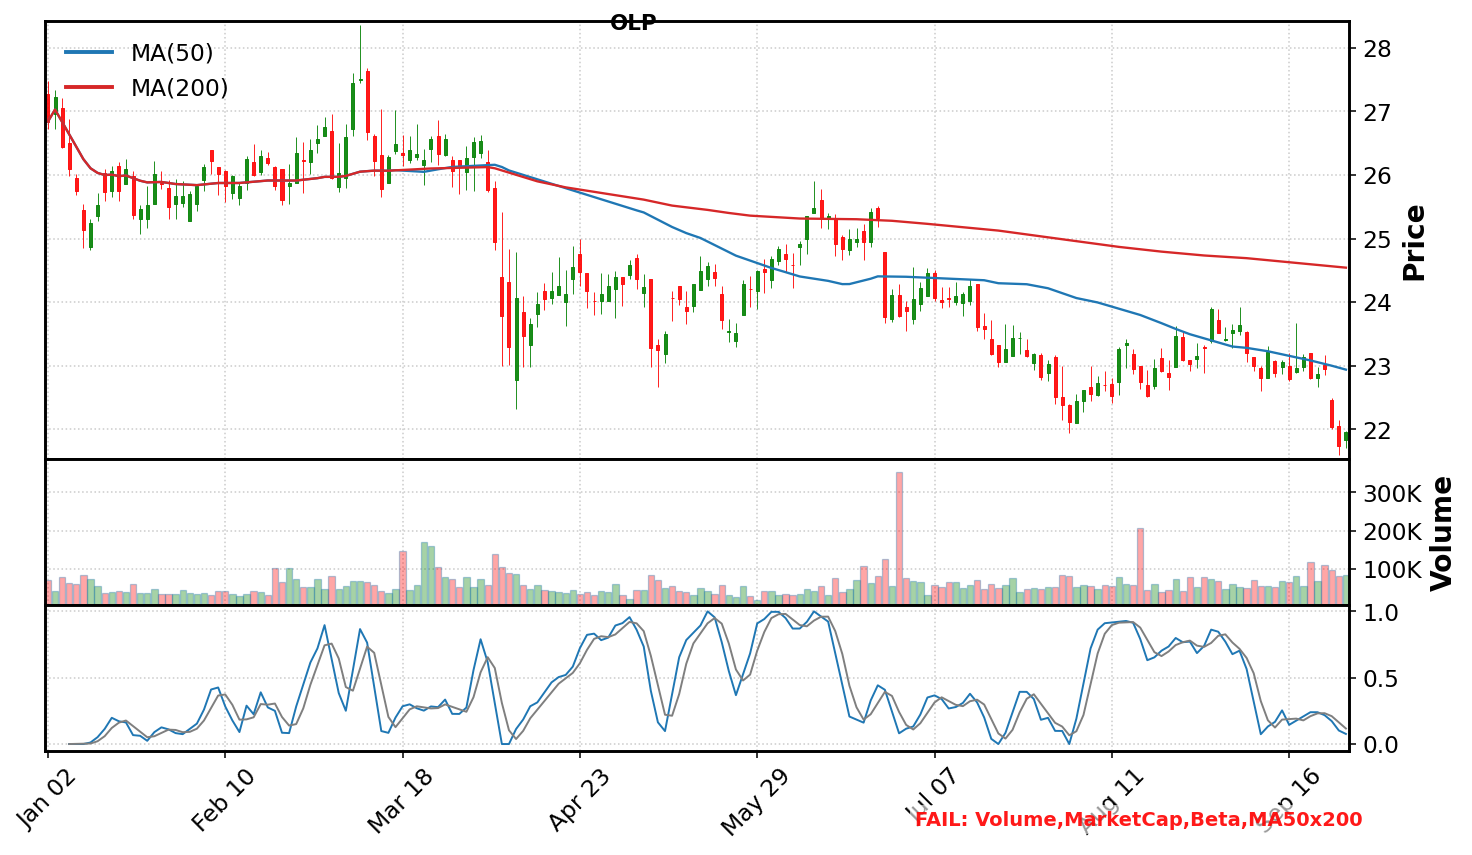 OLP
MA(50)
MA(200)
28
27
26
25
24
23
22
Price
300K
200K
100K
Volume
1.0
0.5
0.0
Jan 02
Feb 10
Mar 18
Apr 23
May 29
Jul 07
Aug 11
Sep 16
FAIL: Volume,MarketCap,Beta,MA50x200